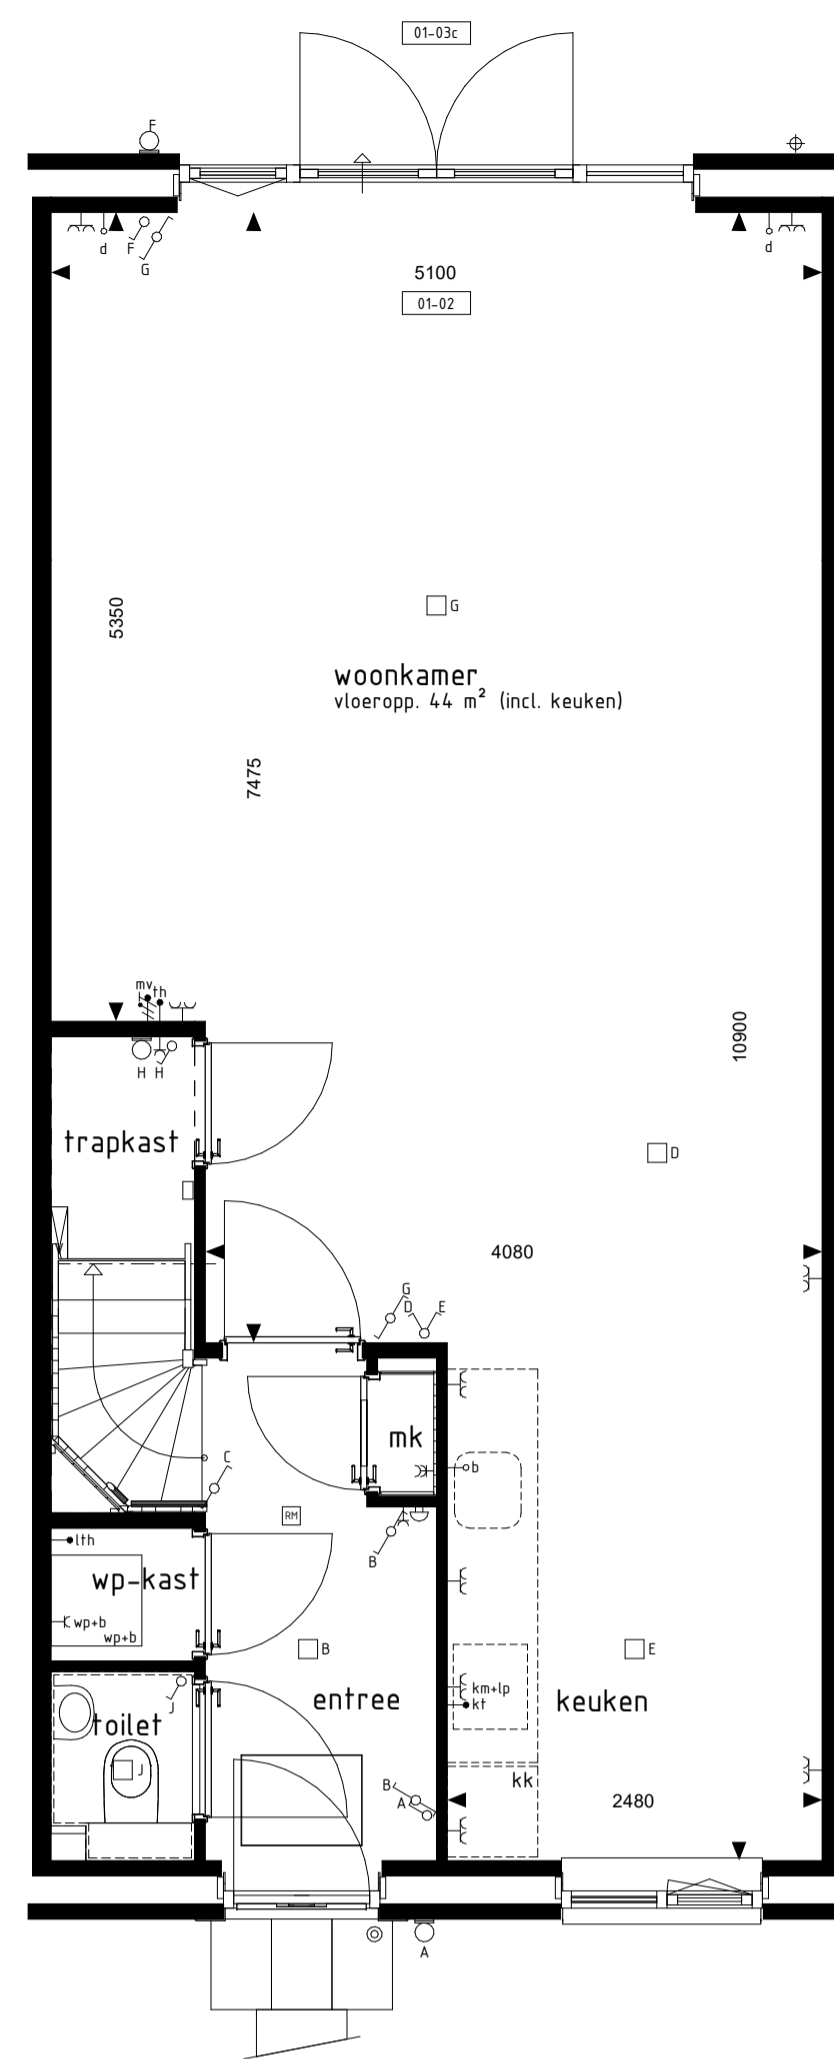 01-03c
F
d
F
G
5100
d
01-02
5350
G
woonkamer
vloeropp. 44 m² (incl. keuken)
7475
mv
th
10900
H H
trapkast
D
4080
G
D E
mk
b
C
RM
B
lth
wp-kast
wp+b
wp+b
B
E
J
km+lp
kt
entree
keuken
toilet
J
kk
B
A
2480
A